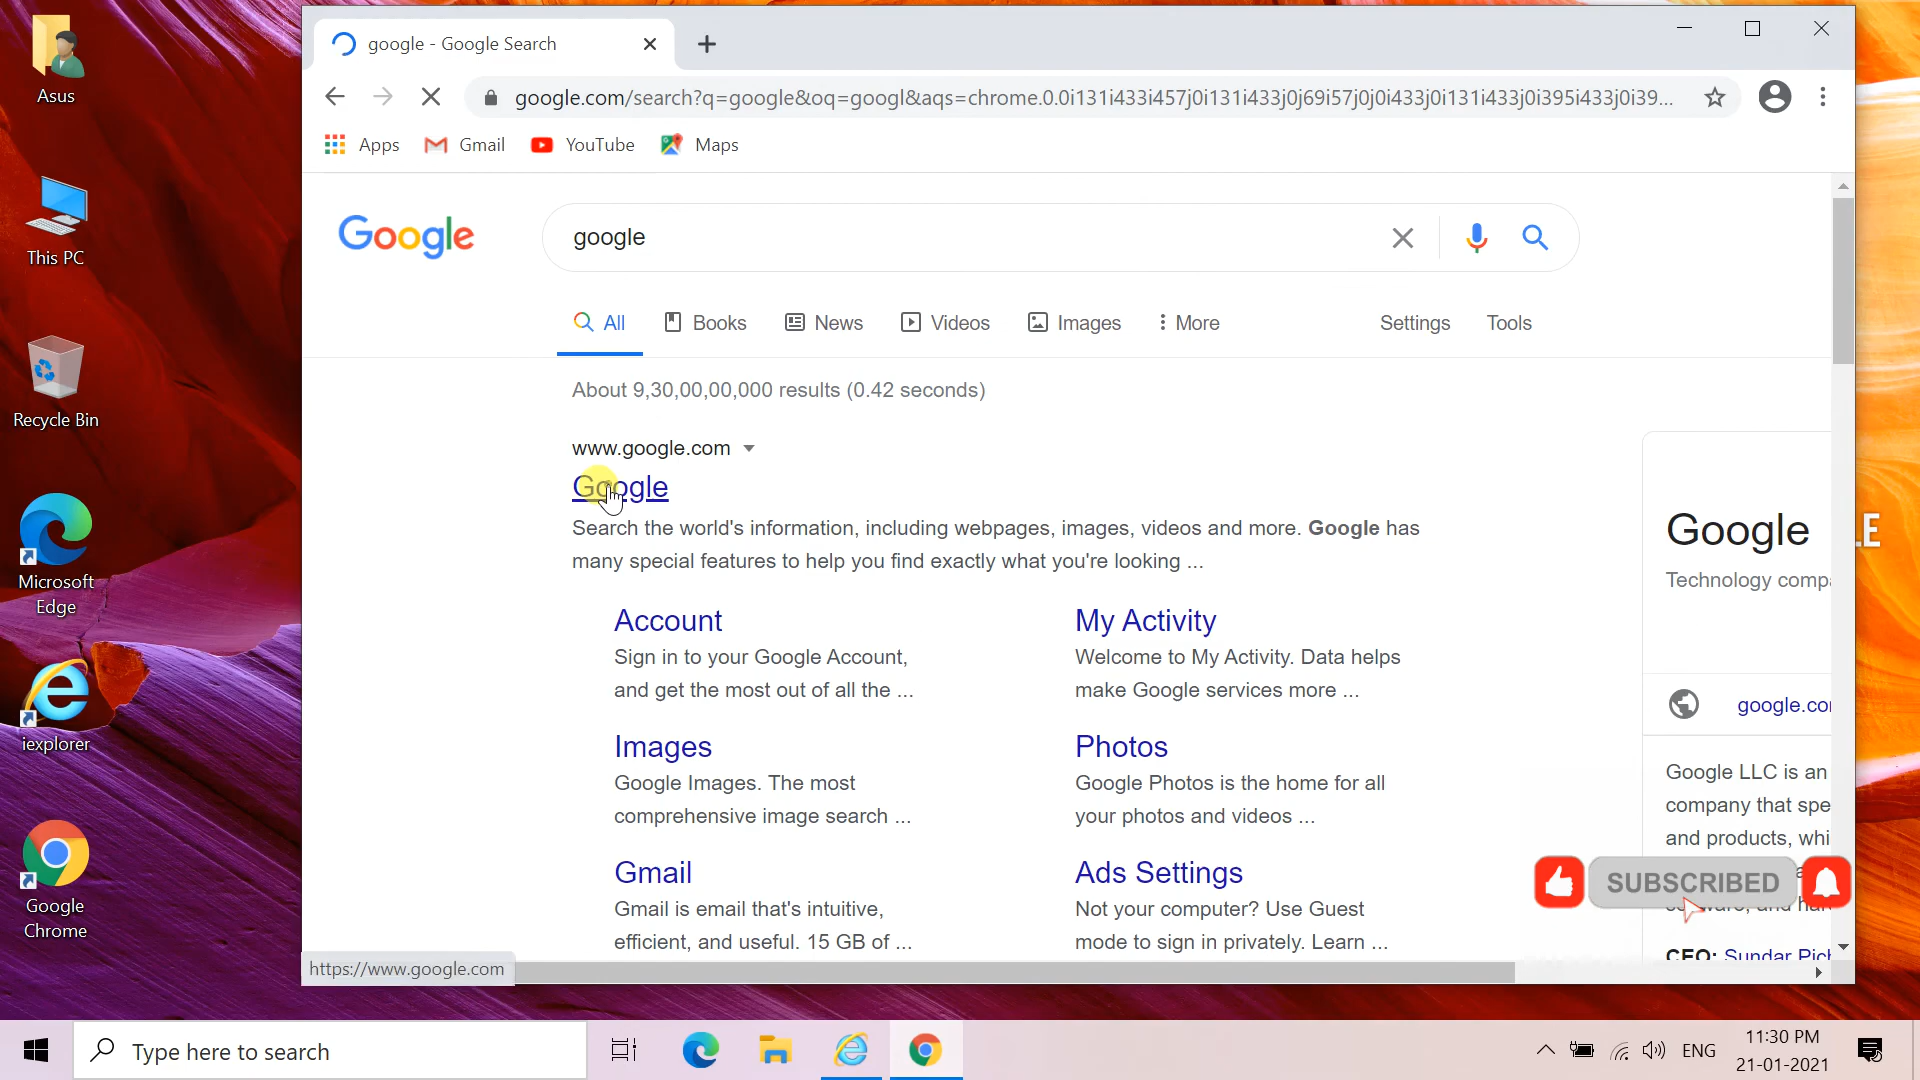 Asus
This PC
Recycle Bin
Microsoft
Edge
iexplorer
Google
Chrome
google - Google Search
google.com/search?q=google&oq=googl&aqs=chrome.0.0i131i433i457j0i131i433j0j69i57j0j0i433j0i131i433j0i395i433j0i39...
Apps
Gmail
YouTube
Maps
Google
google
All
Books
News
Videos
Images
More
Settings
Tools
About 9,30,00,00,000 results (0.42 seconds)
www.google.com
Google
Search the world's information, including webpages, images, videos and more. Google has
many special features to help you find exactly what you're looking ...
Account
Sign in to your Google Account,
and get the most out of all the ...
My Activity
Welcome to My Activity. Data helps
make Google services more ...
Images
Google Images. The most
comprehensive image search ...
Photos
Google Photos is the home for all
your photos and videos ...
Gmail
Gmail is email that's intuitive,
efficient, and useful. 15 GB of ...
Ads Settings
Not your computer? Use Guest
mode to sign in privately. Learn ...
Google
Technology comp
google.co
Google LLC is an
company that spe
and products, whi
CEO: Sundar Pich
SUBSCRIBED
https://www.google.com
Type here to search
ENG
11:30 PM
21-01-2021